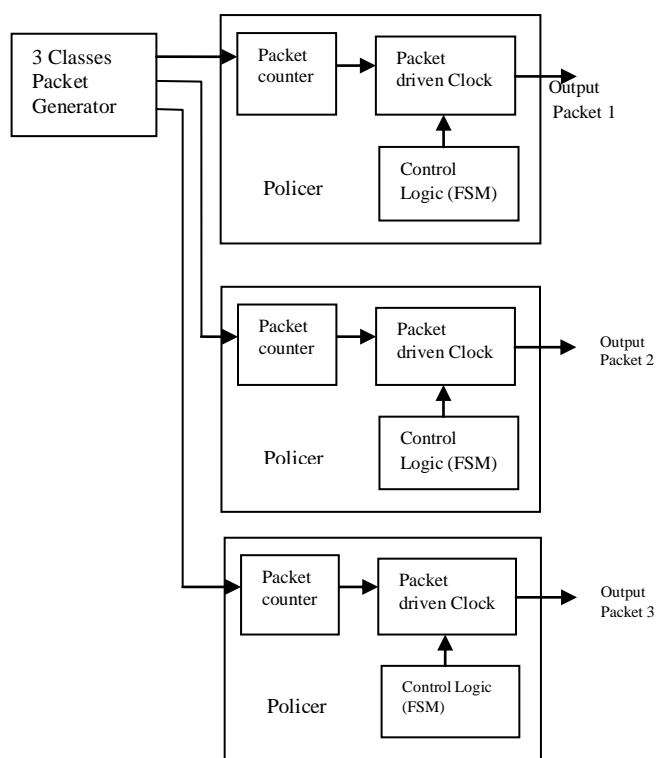 3 Classes
Packet
Generator
Packet
counter
Packet
driven Clock
Output
Packet 1
Control
Logic (FSM)
Policer
Packet
counter
Packet
driven Clock
Output
Packet 2
Control
Logic (FSM)
Policer
Packet
counter
Packet
driven Clock
Output
Packet 3
Control Logic
(FSM)
Policer